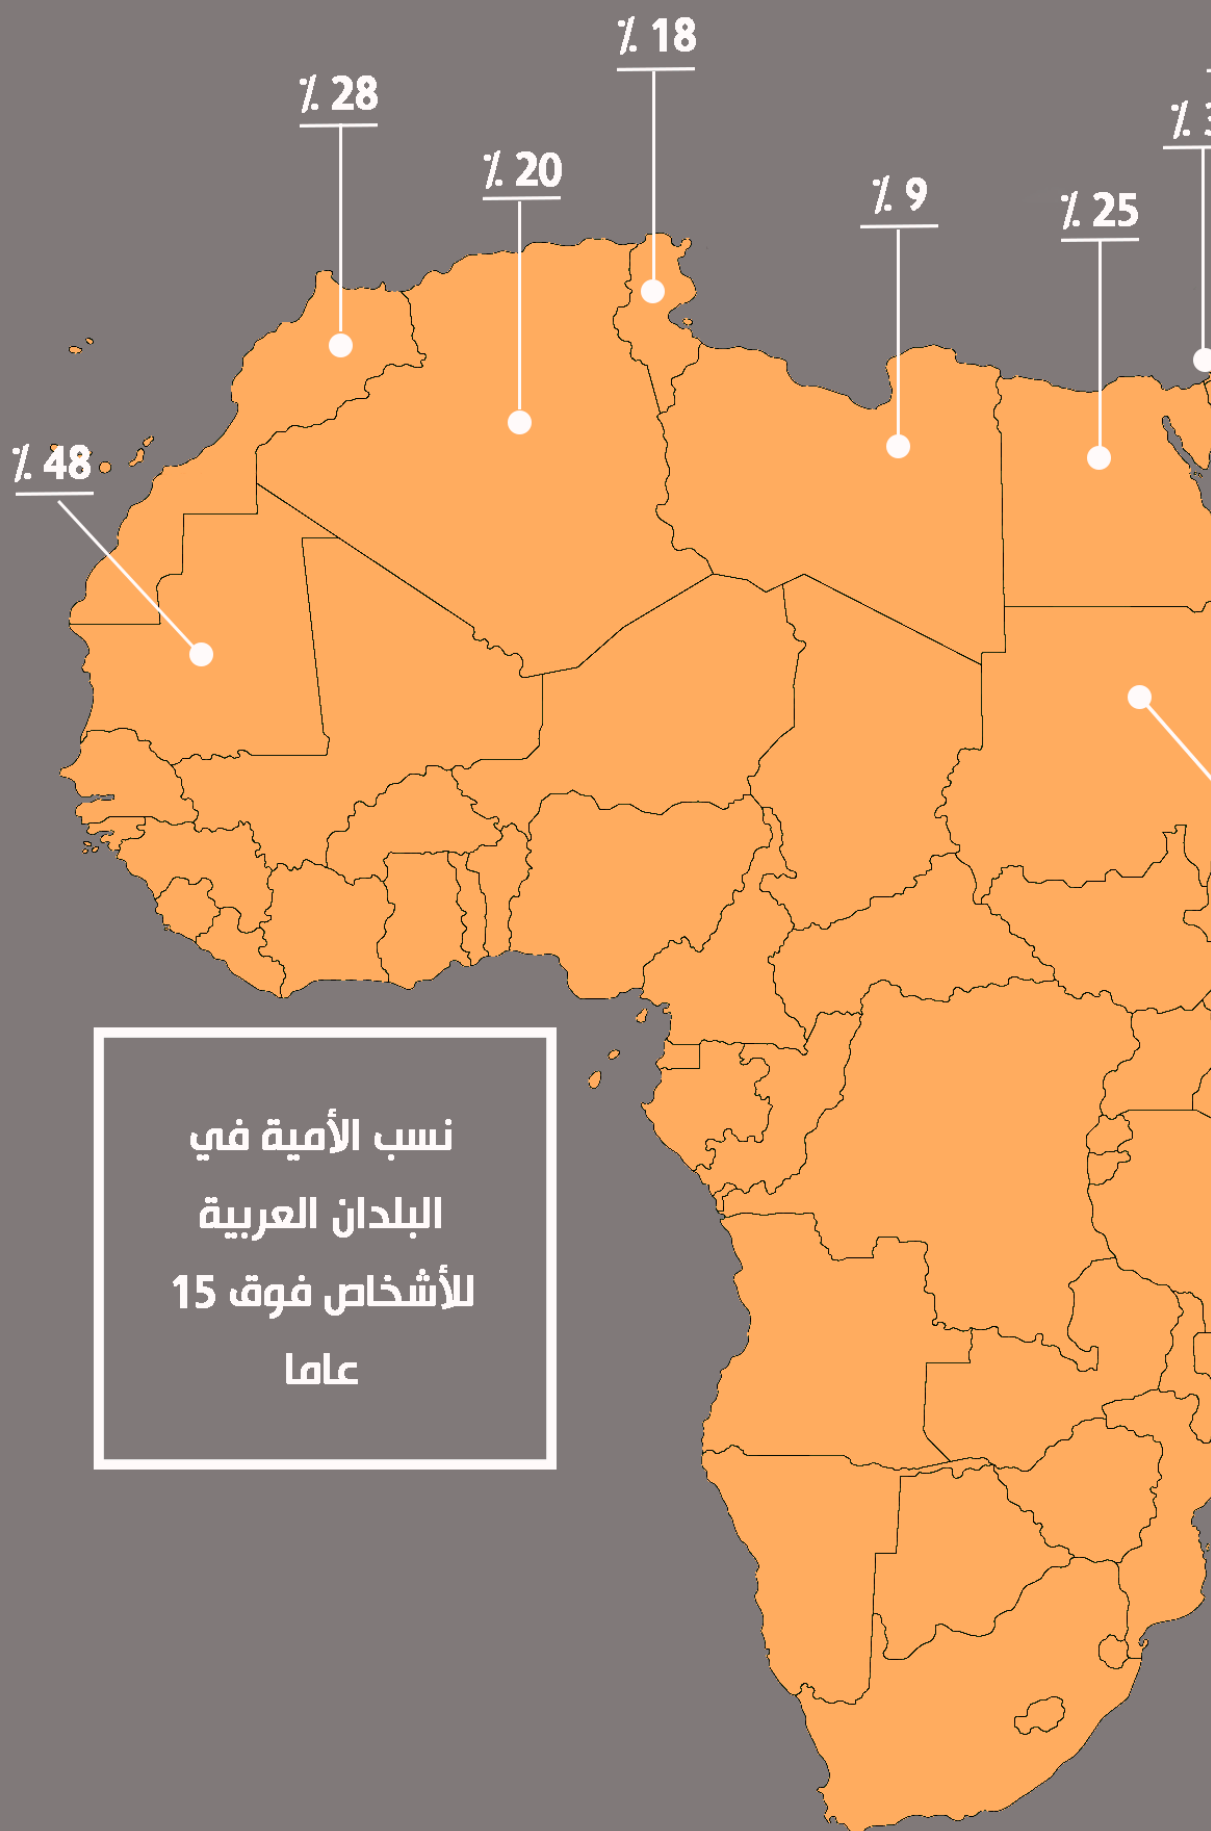 ٪ 18
٪ 28
٪ 20
٪ 9
٪ 25
٪ 48
نسب الأمية في
البلدان العربية
للأشخاص فوق 15
عاما